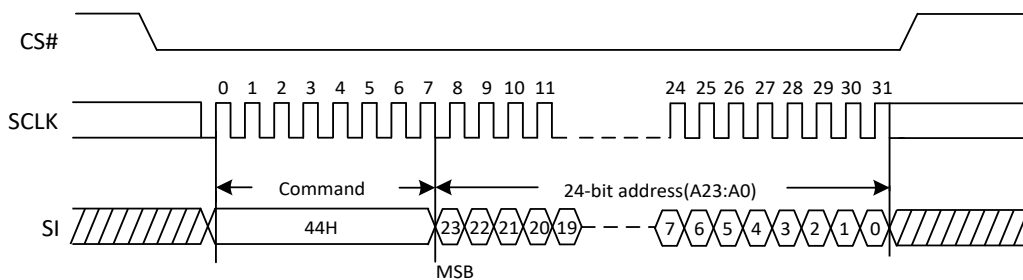 CS#
0 1 2 3 4 5 6 7 8 9 10 11 24 25 26 27 28 29 30 31
SCLK
Command 24-bit address(A23:A0)
SI 44H 23 22 21 20 19 7 6 5 4 3 2 1 0
MSB